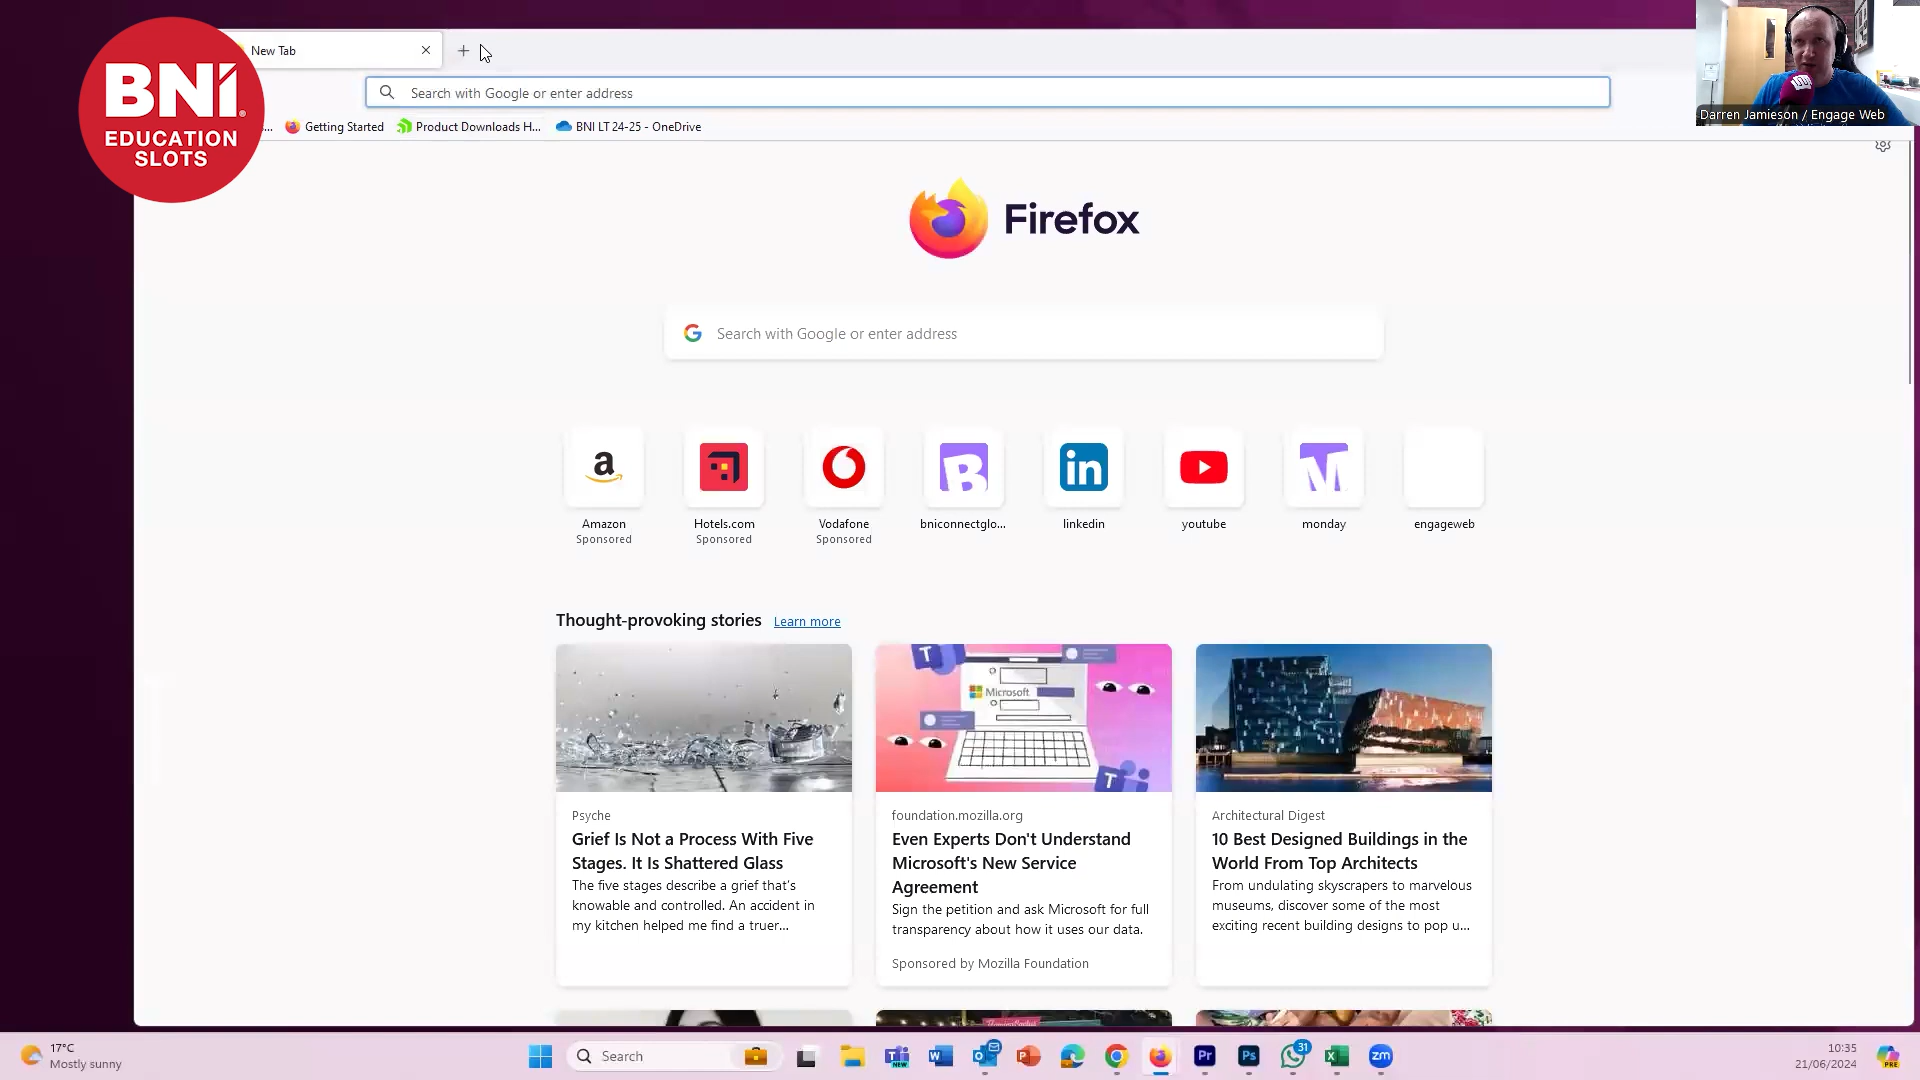 New Tab
BNI
EDUCATION
SLOTS
Search with Google or enter address
Darren Jamieson / Engage Web
... Getting Started Product Downloads H... BNI LT 24-25 - OneDrive
Firefox
Search with Google or enter address
Amazon
Sponsored
Hotels.com
Sponsored
Vodafone
Sponsored
bniconnectglo...
linkedin
youtube
monday
engageweb
Thought-provoking stories Learn more
Microsoft
Psyche
Grief Is Not a Process With Five
Stages. It Is Shattered Glass
The five stages describe a grief that's
knowable and controlled. An accident in
my kitchen helped me find a truer...
foundation.mozilla.org
Even Experts Don't Understand
Microsoft's New Service
Agreement
Sign the petition and ask Microsoft for full
transparency about how it uses our data.
Sponsored by Mozilla Foundation
Architectural Digest
10 Best Designed Buildings in the
World From Top Architects
From undulating skyscrapers to marvelous
museums, discover some of the most
exciting recent building designs to pop u...
17°C
Mostly sunny
Search
NEW
31
zm
10:35
21/06/2024
PRE